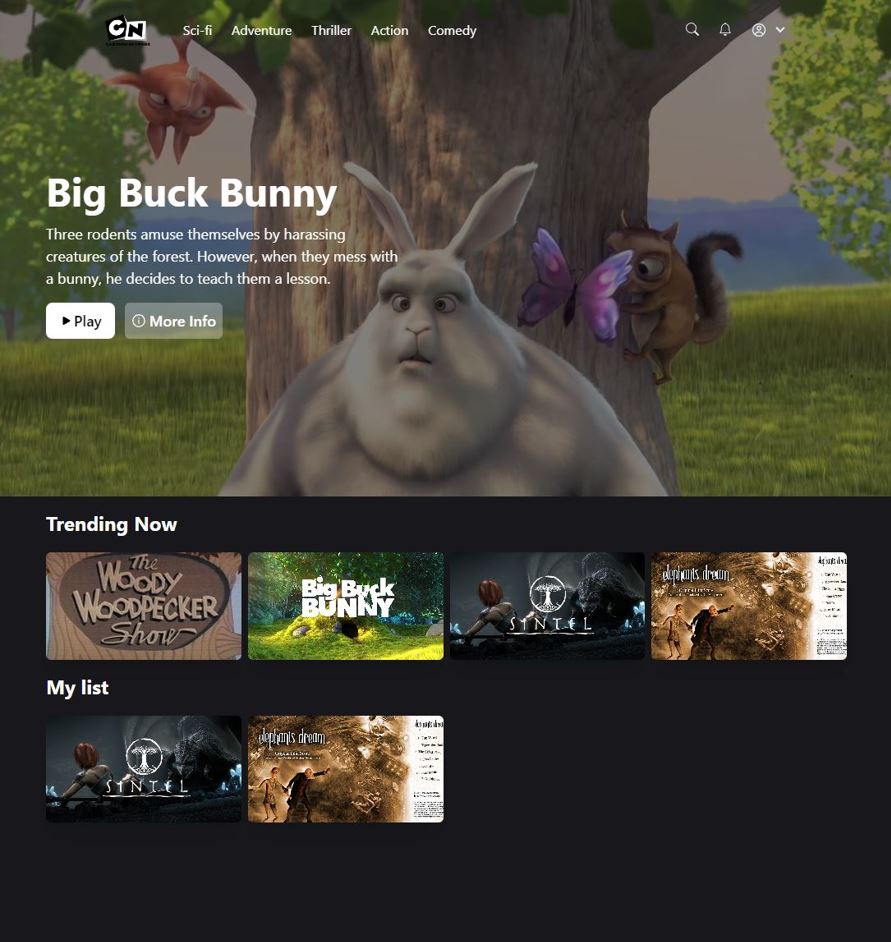 CN
CARTOON NETWORK
Sci-fi
Adventure
Thriller
Action
Comedy
Big Buck Bunny
Three rodents amuse themselves by harassing
creatures of the forest. However, when they mess with
a bunny, he decides to teach them a lesson.
Play
More Info
Trending Now
The
WOODY
WOODPECKER
Show
Big Buck
BUNNY
SINTEL
elephants dream
My list
SINTEL
elephants dream